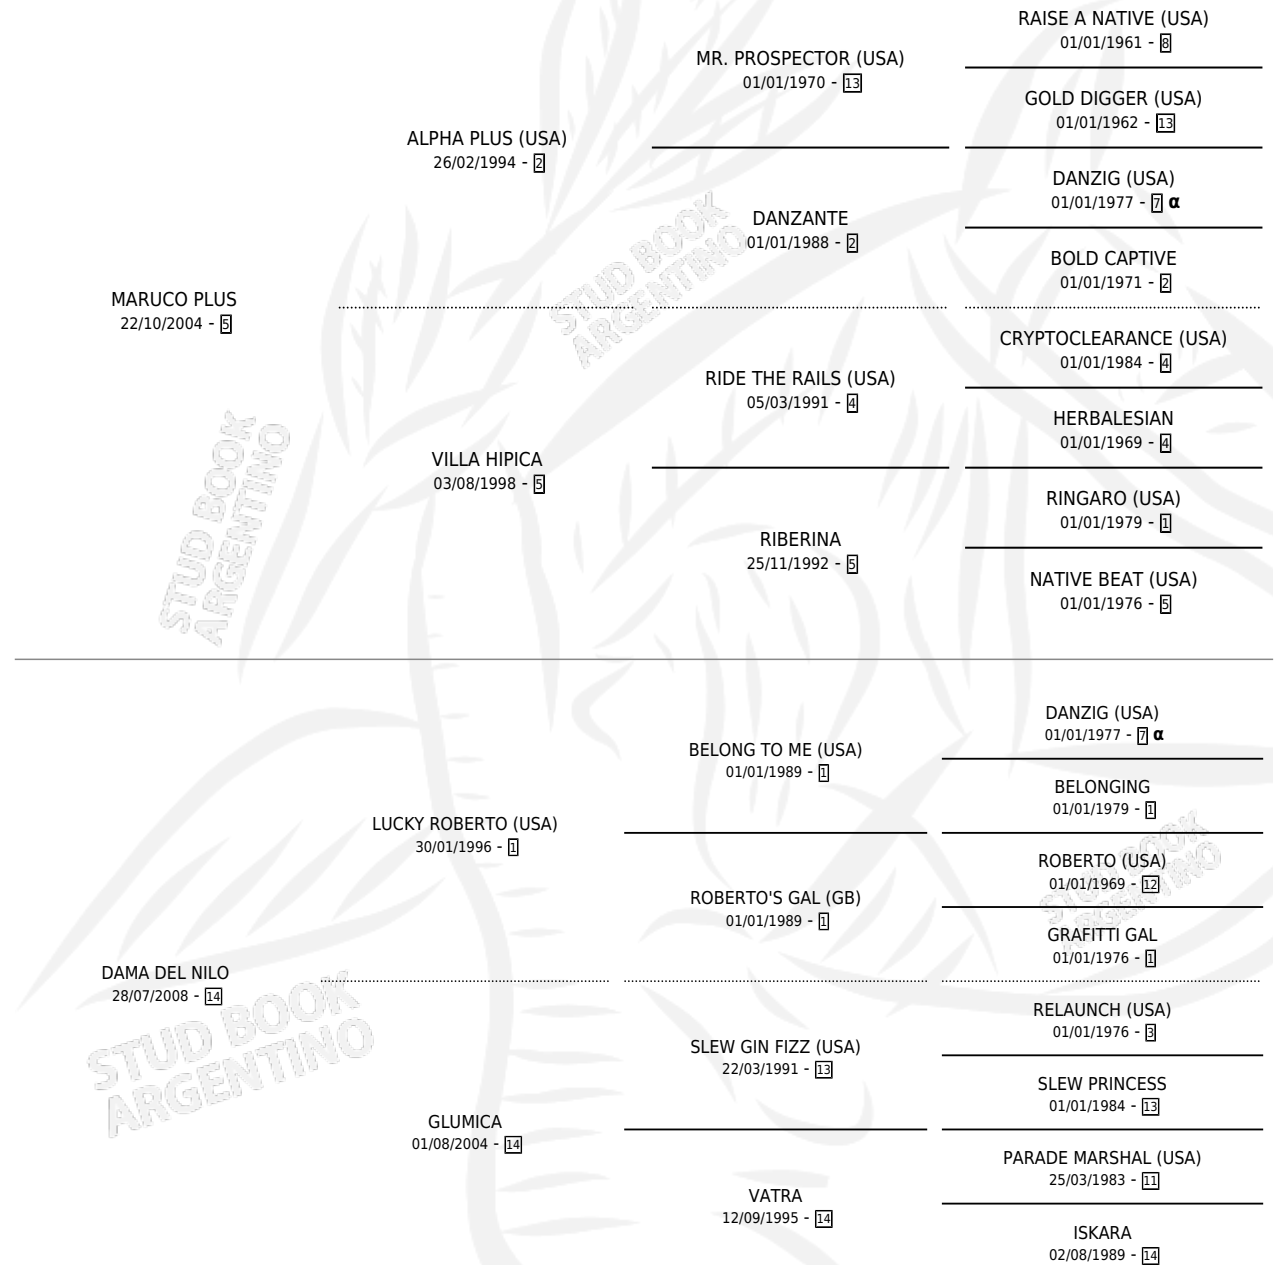 RAISE A NATIVE (USA)
01/01/1961 - 8
MR. PROSPECTOR (USA)
01/01/1970 - 13
GOLD DIGGER (USA)
01/01/1962 - 13
ALPHA PLUS (USA)
26/02/1994 - 2
DANZIG (USA)
01/01/1977 - 7 α
DANZANTE
01/01/1988 - 2
BOLD CAPTIVE
01/01/1971 - 2
MARUCO PLUS
22/10/2004 - 5
CRYPTOCLEARANCE (USA)
01/01/1984 - 4
RIDE THE RAILS (USA)
05/03/1991 - 4
HERBALESIAN
01/01/1969 - 4
VILLA HIPICA
03/08/1998 - 5
RINGARO (USA)
01/01/1979 - 1
RIBERINA
25/11/1992 - 5
NATIVE BEAT (USA)
01/01/1976 - 5
DANZIG (USA)
01/01/1977 - 7 α
BELONG TO ME (USA)
01/01/1989 - 1
BELONGING
01/01/1979 - 1
LUCKY ROBERTO (USA)
30/01/1996 - 1
ROBERTO (USA)
01/01/1969 - 12
ROBERTO'S GAL (GB)
01/01/1989 - 1
GRAFITTI GAL
01/01/1976 - 1
DAMA DEL NILO
28/07/2008 - 14
RELAUNCH (USA)
01/01/1976 - 3
SLEW GIN FIZZ (USA)
22/03/1991 - 13
SLEW PRINCESS
01/01/1984 - 13
GLUMICA
01/08/2004 - 14
PARADE MARSHAL (USA)
25/03/1983 - 11
VATRA
12/09/1995 - 14
ISKARA
02/08/1989 - 14
STUD BOOK
ARGENTINO
STUD BOOK
ARGENTINO
STUD BOOK
ARGENTINO
STUD BOOK
ARGENTINO